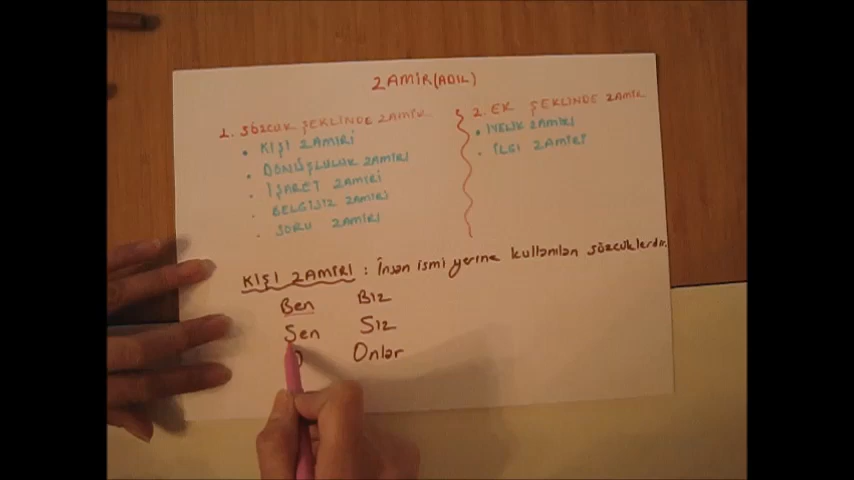 ZAMİR(ADIL)
1. SÖZCÜK ŞEKLİNDE ZAMİR
• KİŞİ ZAMİRİ
• DÖNÜŞLÜLÜK ZAMİRİ
• İŞARET ZAMİRİ
• BELGİSİZ ZAMİRİ
• SORU ZAMİRİ
2. EK ŞEKLİNDE ZAMİR
• İYELİK ZAMİRİ
• İLGİ ZAMİRİ
KİŞİ ZAMİRİ : İnsan ismi yerine kullanılan sözcüklerdir.
Ben Biz
Sen Siz
O Onlar